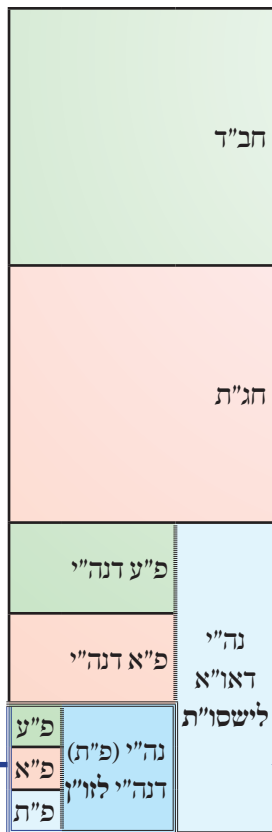 חב"ד
חג"ת
נה"י
דאו"א
לישסו"ת
פ"ע דנה"י
פ"א דנה"י
נה"י (פ"ת)
דנה"י לזו"ן
פ"ע
פ"א
פ"ת